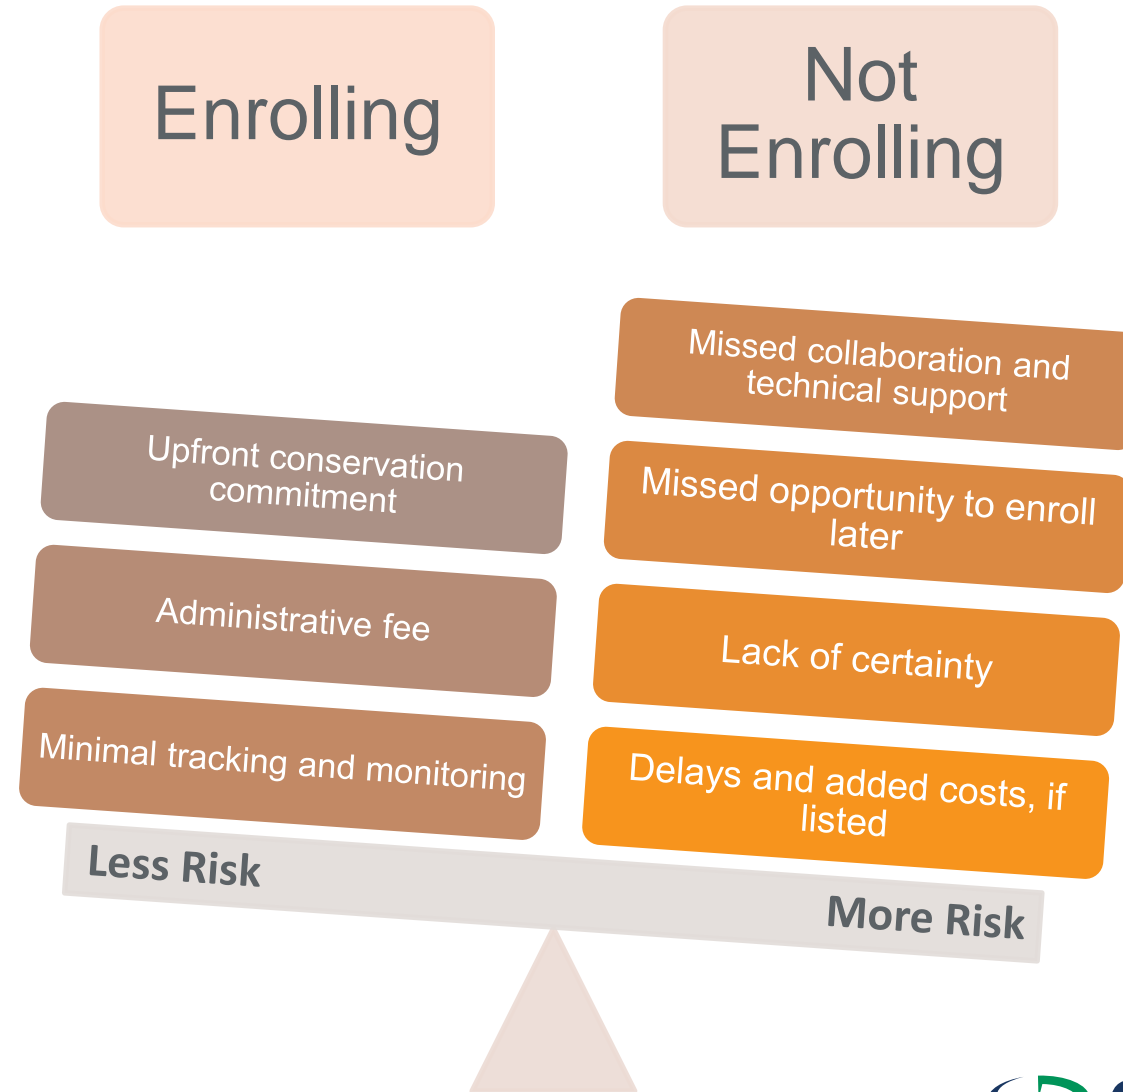 Enrolling
Not
Enrolling
Missed collaboration and
technical support
Upfront conservation
commitment
Missed opportunity to enroll
later
Administrative fee
Lack of certainty
Minimal tracking and monitoring
Delays and added costs, if
listed
Less Risk
More Risk